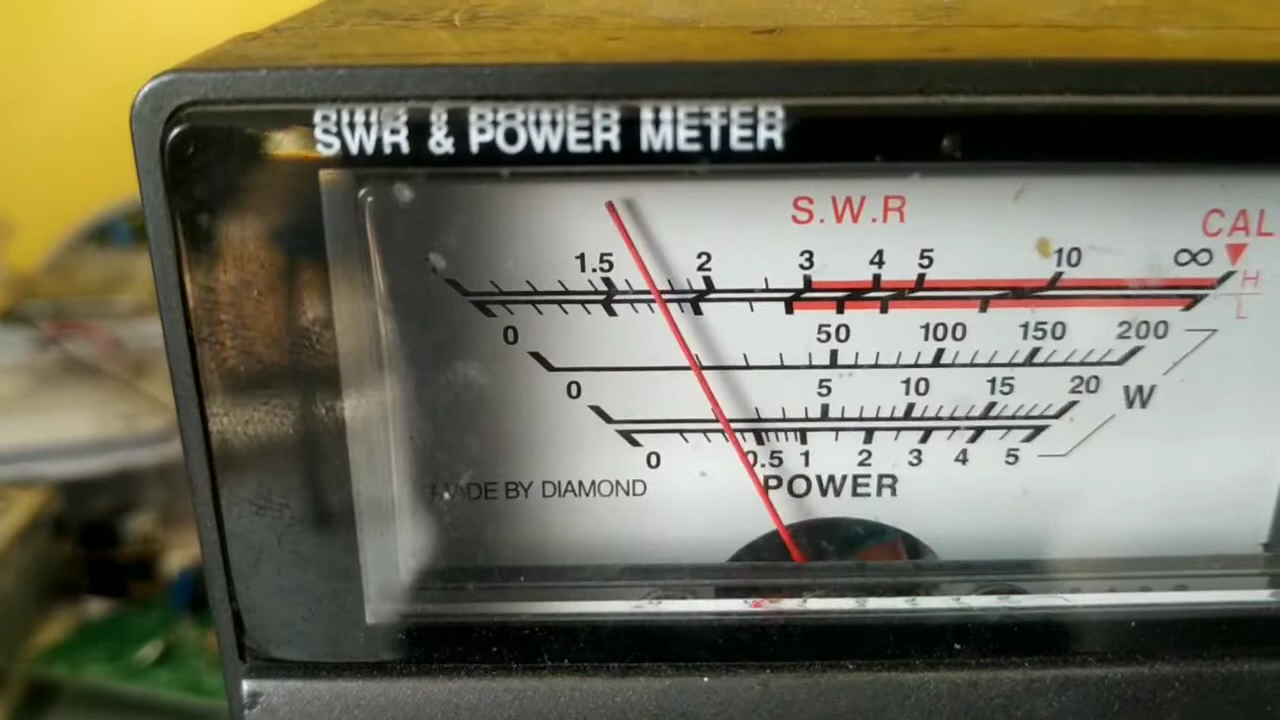 SWR & POWER METER
S.W.R
CAL
1.5 2 3 4 5 10 ∞
H
L
0 50 100 150 200
0 5 10 15 20
W
0 0.5 1 2 3 4 5
MADE BY DIAMOND
POWER